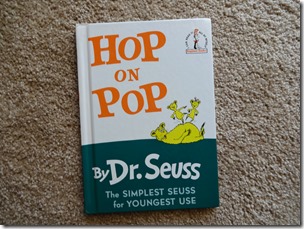 HOP
ON
POP
By Dr. Seuss
The SIMPLEST SEUSS
for YOUNGEST USE